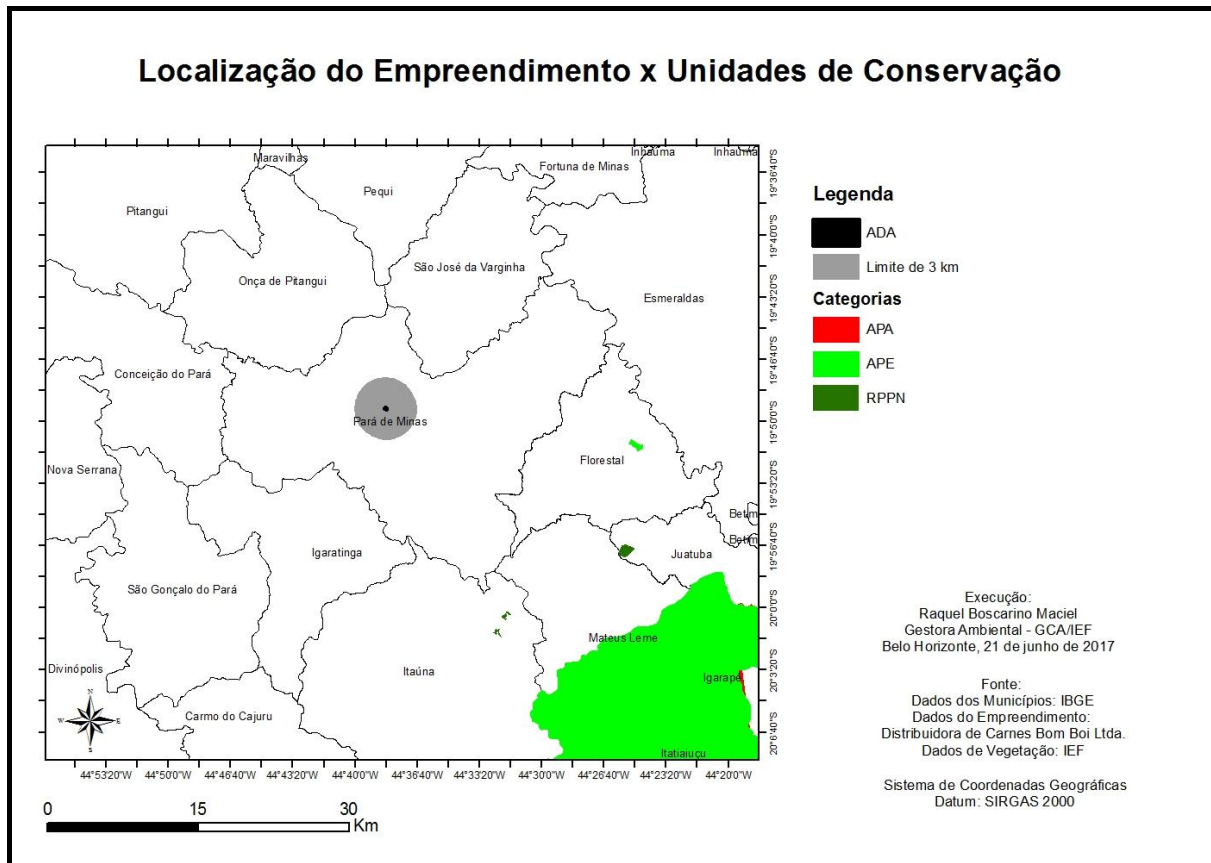 Localização do Empreendimento x Unidades de Conservação
Maravilhas
Inhaúma
Inhaúma
Fortuna de Minas
Pequi
Pitangui
São José da Varginha
Onça de Pitangui
Esmeraldas
Conceição do Pará
Pará de Minas
Florestal
Nova Serrana
Betim
Betim
Igaratinga
Juatuba
São Gonçalo do Pará
Mateus Leme
Itaúna
Divinópolis
Igarapé
Carmo do Cajuru
Itatiaiuçu
N
W
E
S
19°36'40"S
19°40'0"S
19°43'20"S
19°46'40"S
19°50'0"S
19°53'20"S
19°56'40"S
20°0'0"S
20°3'20"S
20°6'40"S
44°53'20"W
44°50'0"W
44°46'40"W
44°43'20"W
44°40'0"W
44°36'40"W
44°33'20"W
44°30'0"W
44°26'40"W
44°23'20"W
44°20'0"W
0
15
30
Km
Legenda
ADA
Limite de 3 km
Categorias
APA
APE
RPPN
Execução:
Raquel Boscarino Maciel
Gestora Ambiental - GCA/IEF
Belo Horizonte, 21 de junho de 2017
Fonte:
Dados dos Municípios: IBGE
Dados do Empreendimento:
Distribuidora de Carnes Bom Boi Ltda.
Dados de Vegetação: IEF
Sistema de Coordenadas Geográficas
Datum: SIRGAS 2000